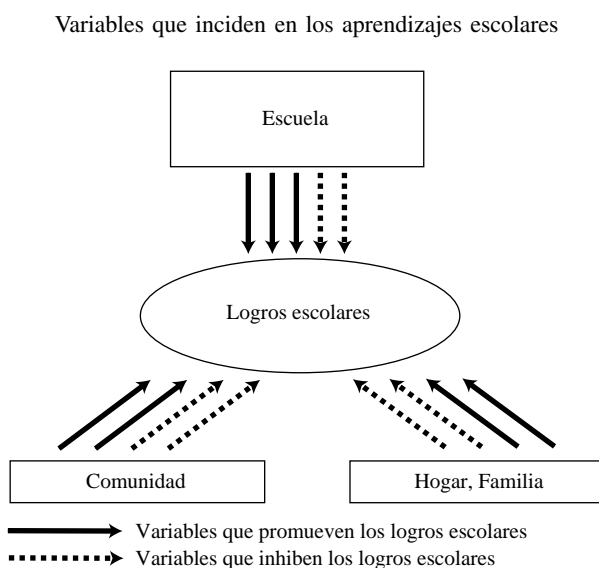 Variables que inciden en los aprendizajes escolares
Escuela
Logros escolares
Comunidad
Hogar, Familia
Variables que promueven los logros escolares
Variables que inhiben los logros escolares